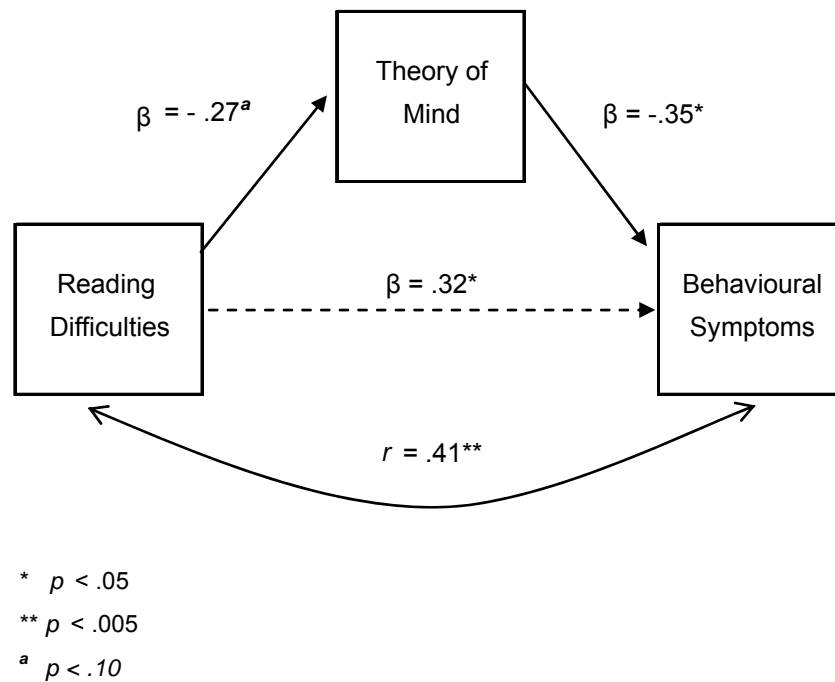 Theory of
Mind
β = - .27ᵃ
β = -.35*
Reading
Difficulties
β = .32*
Behavioural
Symptoms
r = .41**
* p < .05
** p < .005
ᵃ p < .10